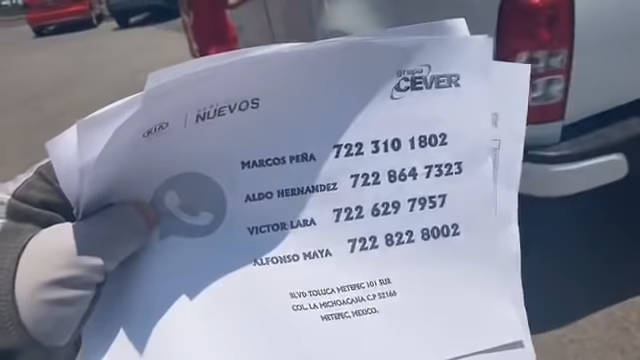 NUEVOS
grupo
CEVER
MARCOS PEÑA 722 310 1802
ALDO HERNANDEZ 722 864 7323
VICTOR LARA 722 629 7957
ALFONSO MAYA 722 822 8002
BLVD TOLUCA METEPEC 101 SUR
COL. LA MICHOACANA C.P 52166
METEPEC, MEXICO.